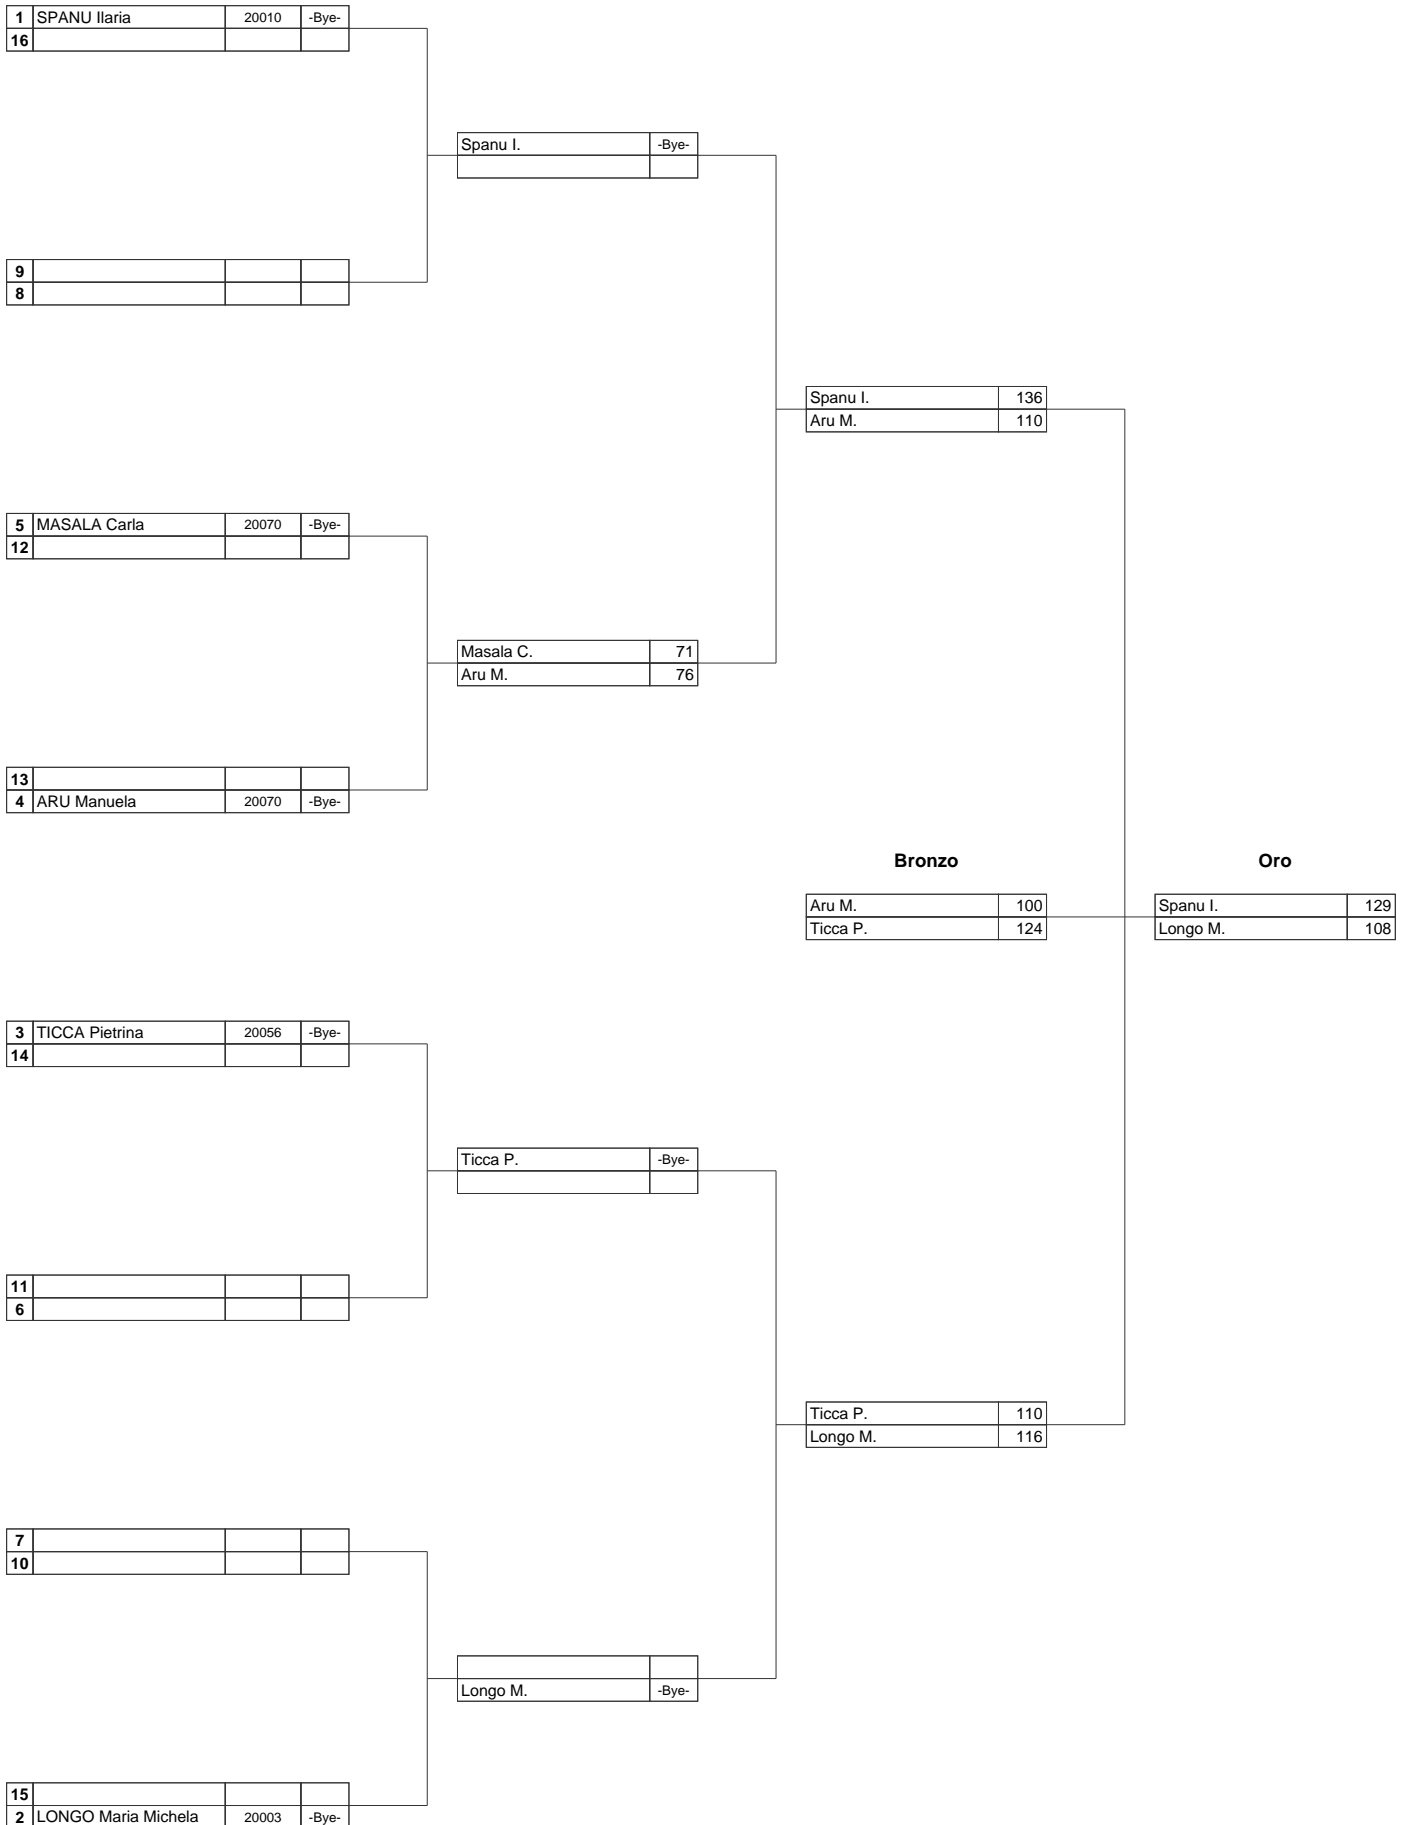 1 SPANU Ilaria 20010 -Bye-
16
Spanu I. -Bye-
9
8
Spanu I. 136
Aru M. 110
5 MASALA Carla 20070 -Bye-
12
Masala C. 71
Aru M. 76
13
4 ARU Manuela 20070 -Bye-
Bronzo Oro
Aru M. 100 Spanu I. 129
Ticca P. 124 Longo M. 108
3 TICCA Pietrina 20056 -Bye-
14
Ticca P. -Bye-
11
6
Ticca P. 110
Longo M. 116
7
10
Longo M. -Bye-
15
2 LONGO Maria Michela 20003 -Bye-